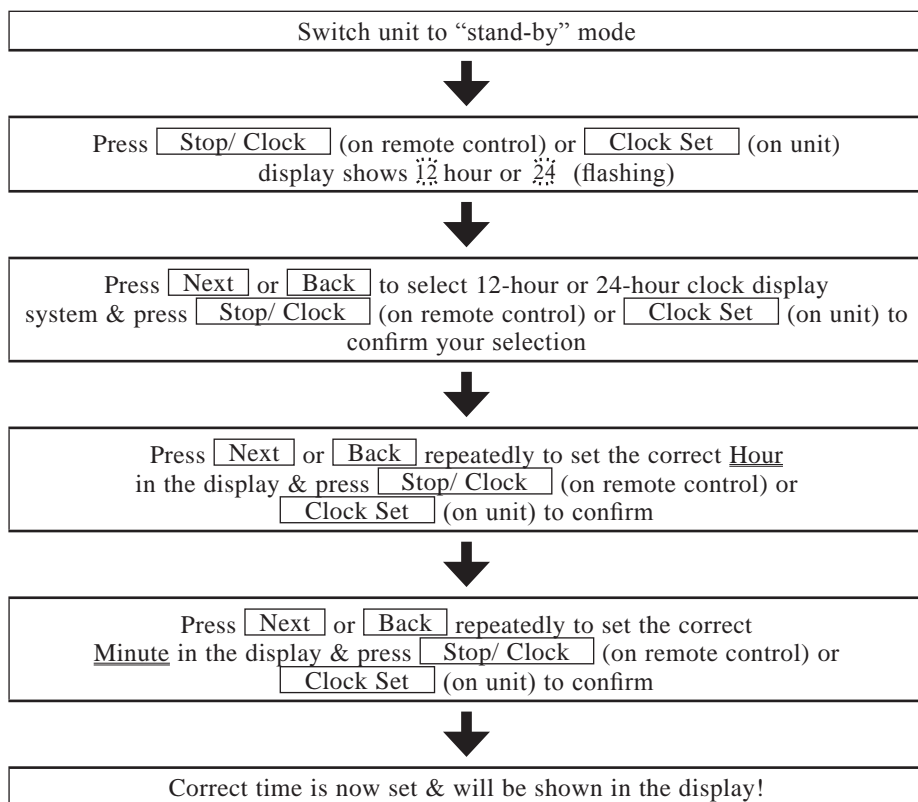 Switch unit to “stand-by” mode
Press Stop/ Clock (on remote control) or Clock Set (on unit)
display shows 12 hour or 24 (flashing)
Press Next or Back to select 12-hour or 24-hour clock display
system & press Stop/ Clock (on remote control) or Clock Set (on unit) to
confirm your selection
Press Next or Back repeatedly to set the correct Hour
in the display & press Stop/ Clock (on remote control) or
Clock Set (on unit) to confirm
Press Next or Back repeatedly to set the correct
Minute in the display & press Stop/ Clock (on remote control) or
Clock Set (on unit) to confirm
Correct time is now set & will be shown in the display!